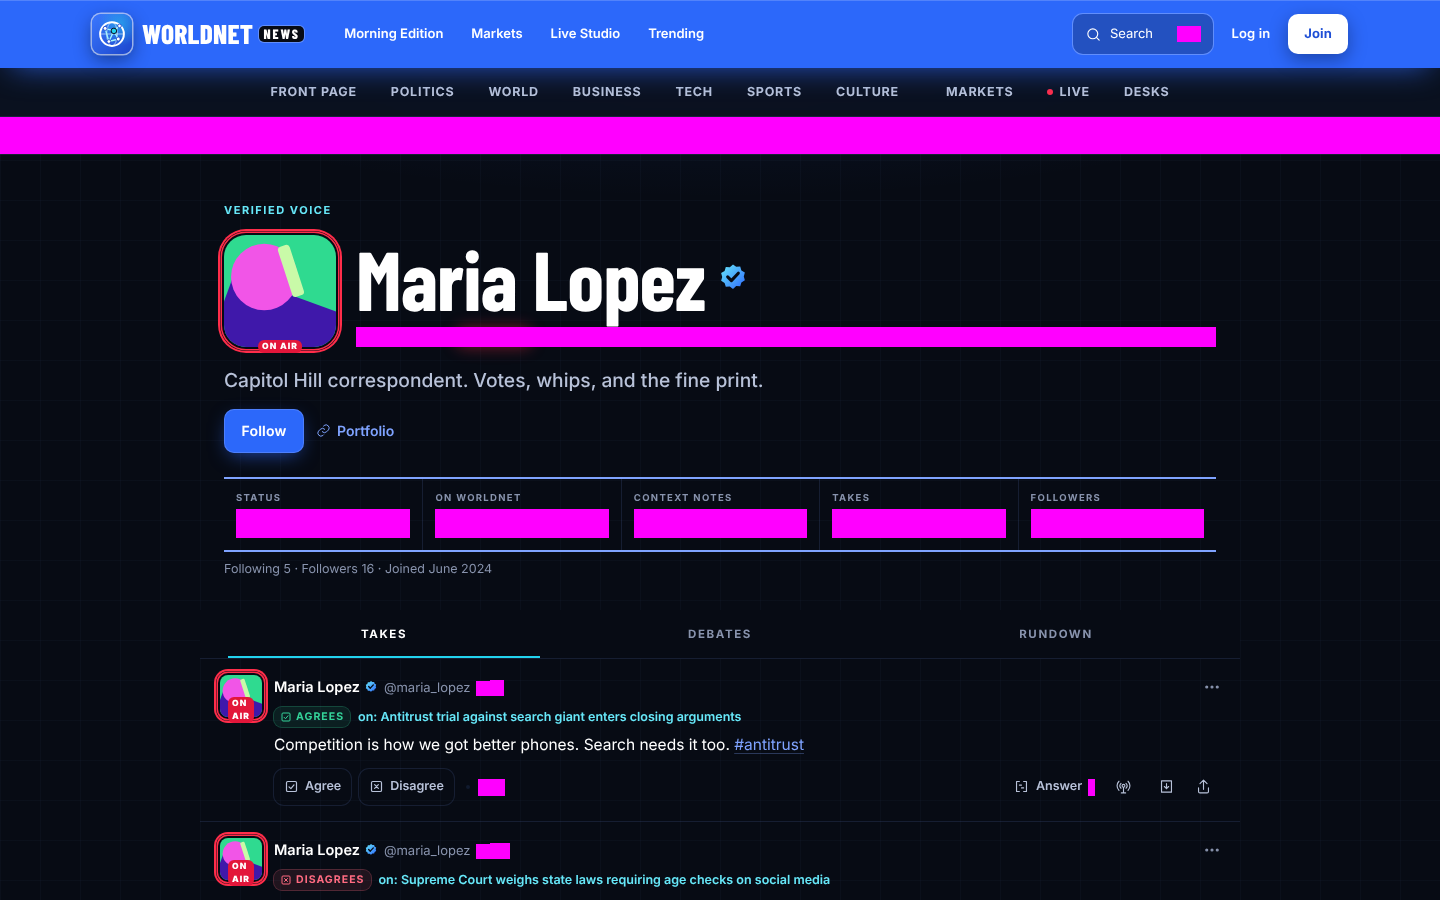 WORLDNET NEWS
Morning Edition
Markets
Live Studio
Trending
Search
Log in
Join
FRONT PAGE
POLITICS
WORLD
BUSINESS
TECH
SPORTS
CULTURE
MARKETS
LIVE
DESKS
VERIFIED VOICE
ON AIR
Maria Lopez
Capitol Hill correspondent. Votes, whips, and the fine print.
Follow
Portfolio
STATUS
ON WORLDNET
CONTEXT NOTES
TAKES
FOLLOWERS
Following 5 · Followers 16 · Joined June 2024
TAKES
DEBATES
RUNDOWN
ON
AIR
Maria Lopez @maria_lopez
AGREES on: Antitrust trial against search giant enters closing arguments
Competition is how we got better phones. Search needs it too. #antitrust
Agree
Disagree
Answer
ON
AIR
Maria Lopez @maria_lopez
DISAGREES on: Supreme Court weighs state laws requiring age checks on social media